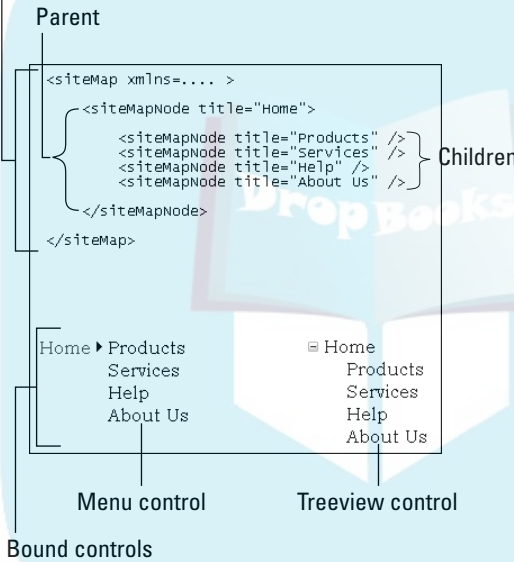 Parent
<siteMap xmlns=.... >
<siteMapNode title="Home">
<siteMapNode title="Products" />
<siteMapNode title="Services" />
<siteMapNode title="Help" />
<siteMapNode title="About Us" />
Children
</siteMapNode>
</siteMap>
DropBooks
Home Products
Services
Help
About Us
Home
Products
Services
Help
About Us
Menu control
Treeview control
Bound controls